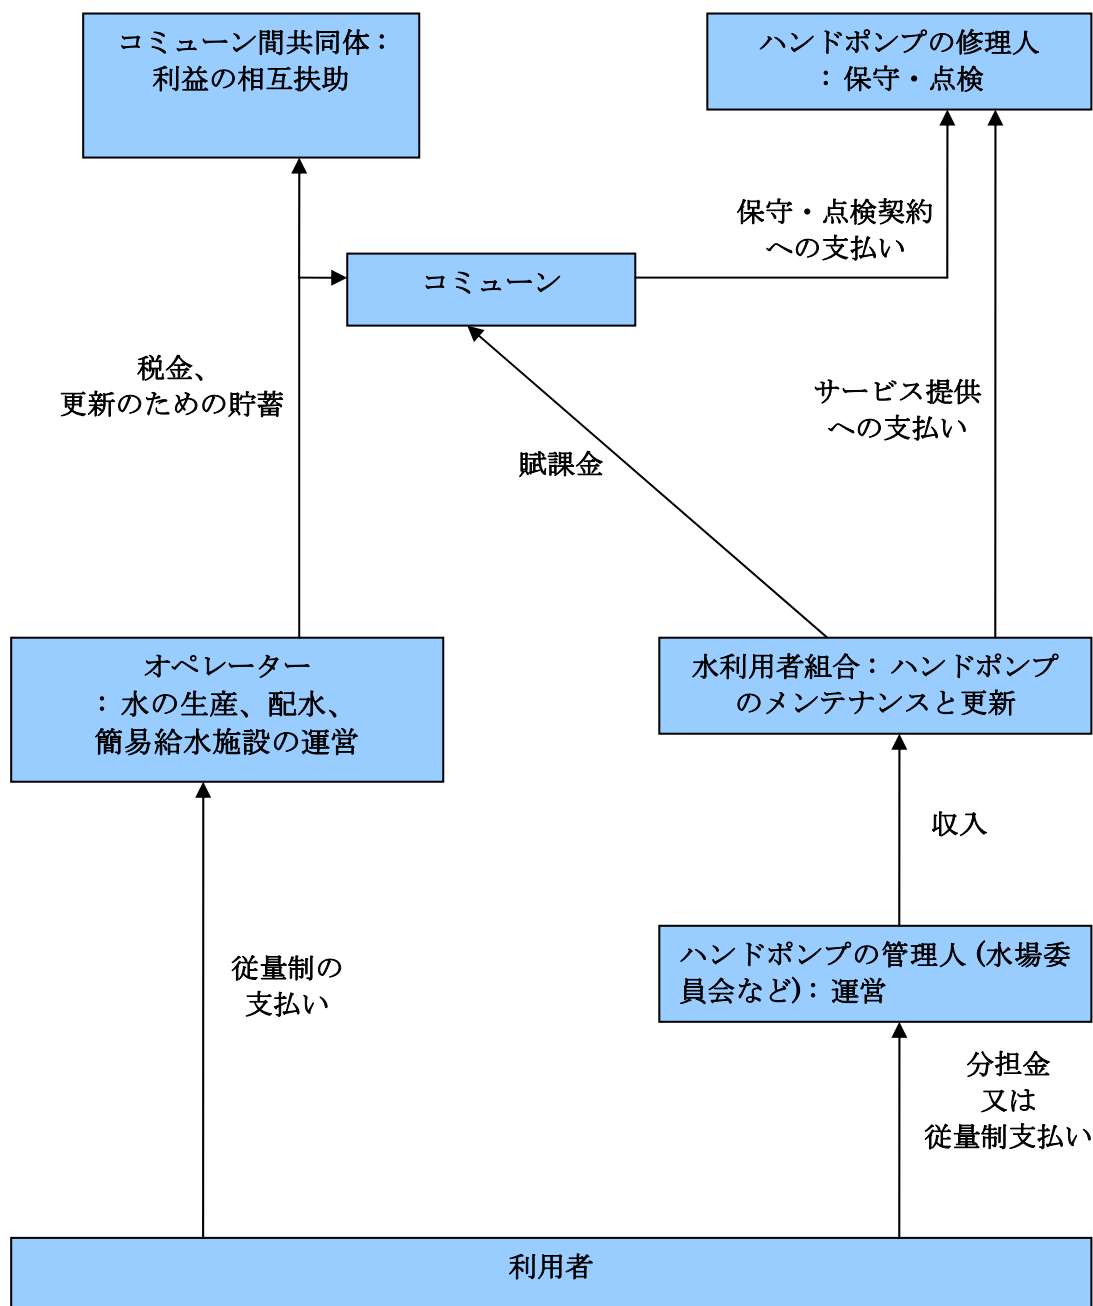 コミューン間共同体：
利益の相互扶助
ハンドポンプの修理人
：保守・点検
保守・点検契約
への支払い
コミューン
税金、
更新のための貯蓄
サービス提供
への支払い
賦課金
オペレーター
：水の生産、配水、
簡易給水施設の運営
水利用者組合：ハンドポンプ
のメンテナンスと更新
収入
ハンドポンプの管理人 (水場委
員会など)：運営
従量制の
支払い
分担金
又は
従量制支払い
利用者